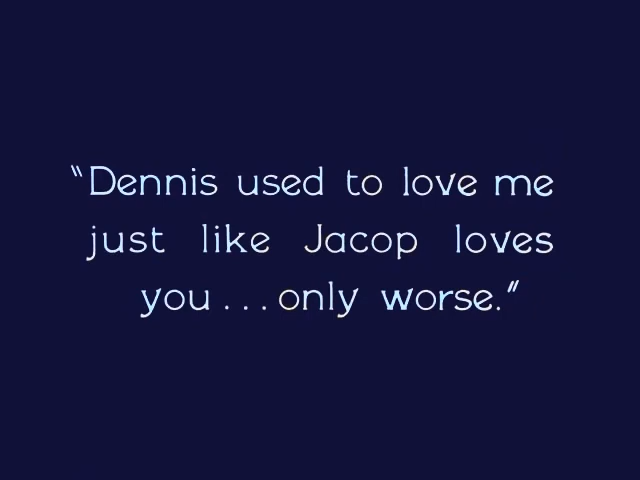 “Dennis used to love me
just like Jacop loves
you...only worse.”